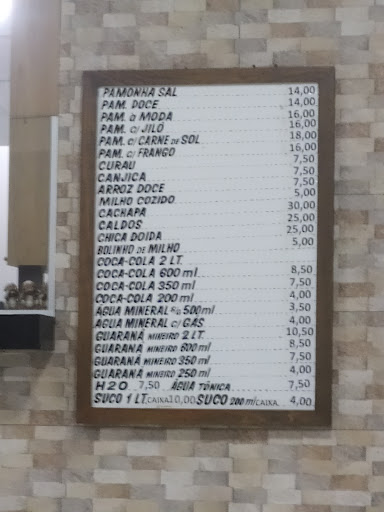 PAMONHA SAL 14,00
PAM. DOCE 14,00
PAM. à MODA 16,00
PAM. c/ JILÓ 16,00
PAM. c/ CARNE DE SOL 18,00
PAM. c/ FRANGO 16,00
CURAU 7,50
CANJICA 7,50
ARROZ DOCE 7,50
MILHO COZIDO 5,00
CACHAPA 30,00
CALDOS 25,00
CHICA DOIDA 25,00
BOLINHO DE MILHO 5,00
COCA-COLA 2 LT
COCA-COLA 600 ml 8,50
COCA-COLA 350 ml 7,50
COCA-COLA 200 ml 4,00
ÁGUA MINERAL 500ml 3,50
ÁGUA MINERAL c/ GÁS 4,00
GUARANÁ MINEIRO 2 LT. 10,50
GUARANÁ MINEIRO 600 ml 8,50
GUARANÁ MINEIRO 350 ml 7,50
GUARANÁ MINEIRO 250 ml 4,00
H2O 7,50 ÁGUA TÔNICA 7,50
SUCO 1 LT CAIXA 10,00 SUCO 200 ml CAIXA 4,00